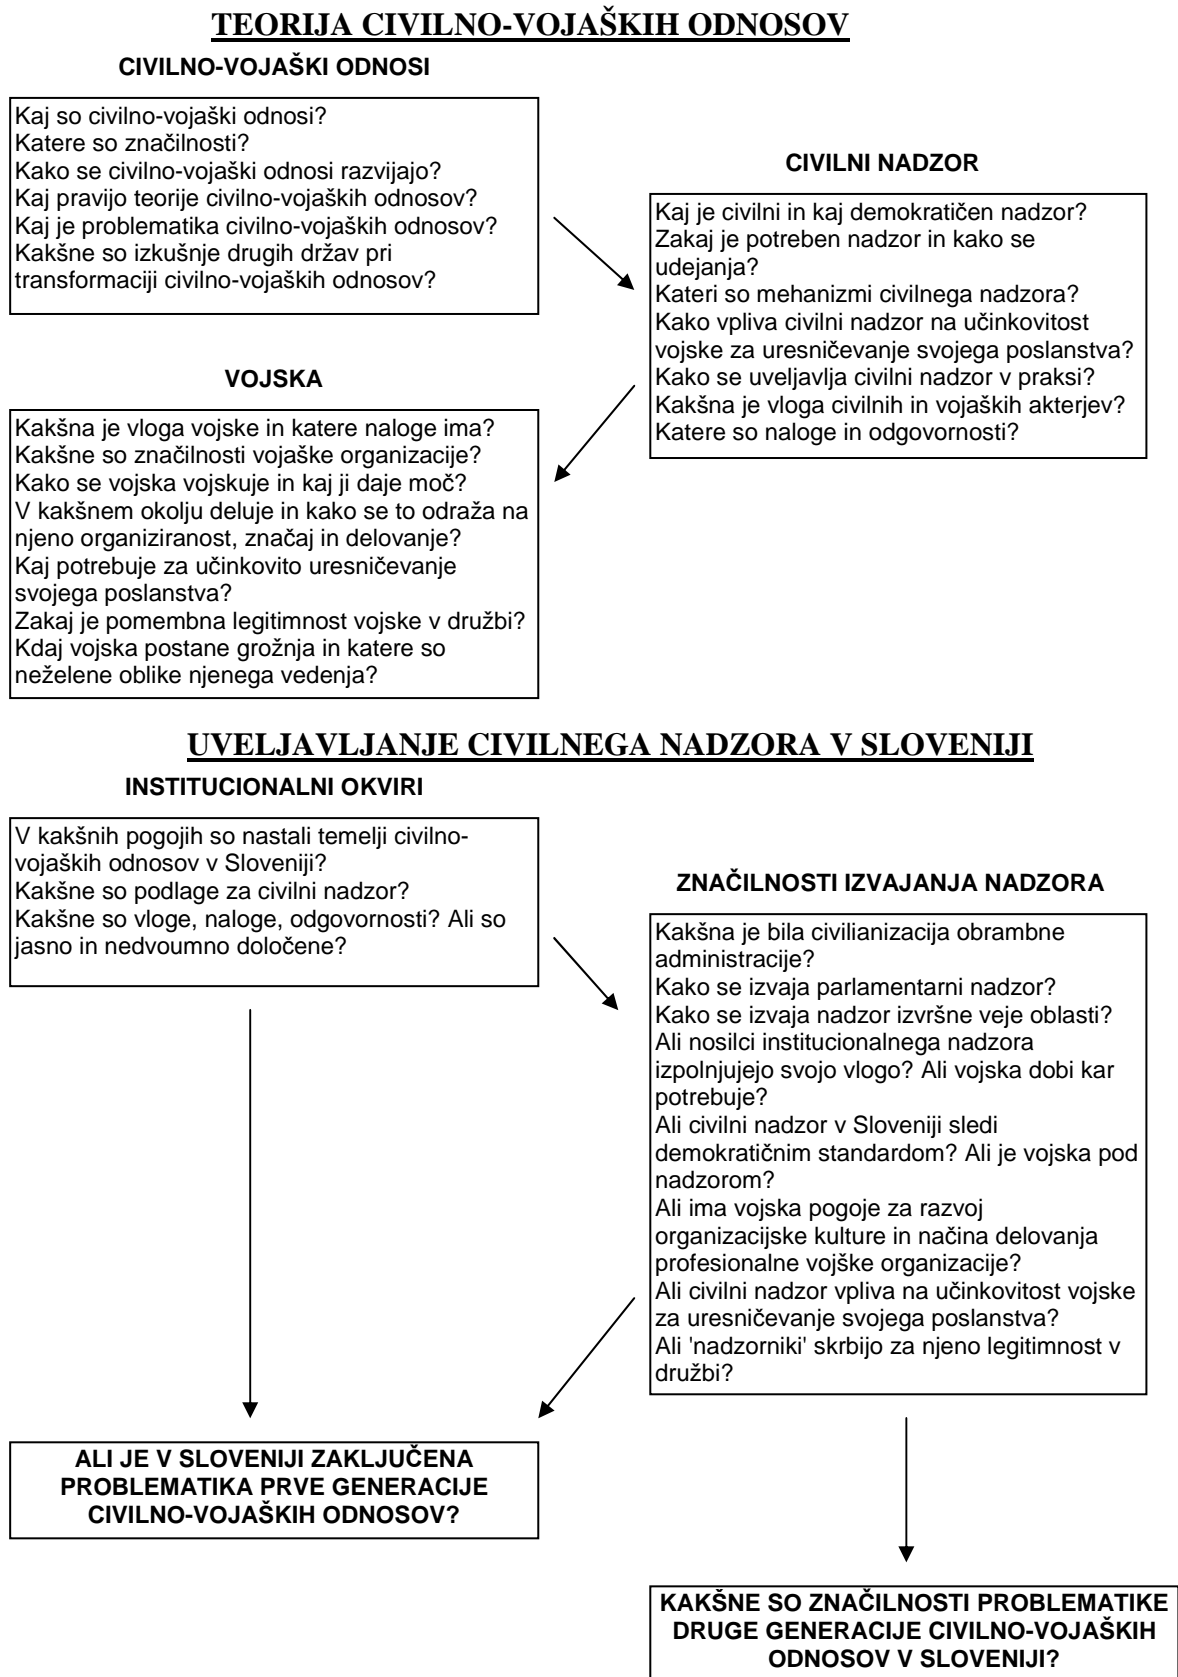 TEORIJA CIVILNO-VOJAŠKIH ODNOSOV
CIVILNO-VOJAŠKI ODNOSI
Kaj so civilno-vojaški odnosi?
Katere so značilnosti?
Kako se civilno-vojaški odnosi razvijajo?
Kaj pravijo teorije civilno-vojaških odnosov?
Kaj je problematika civilno-vojaških odnosov?
Kakšne so izkušnje drugih držav pri
transformaciji civilno-vojaških odnosov?
CIVILNI NADZOR
Kaj je civilni in kaj demokratičen nadzor?
Zakaj je potreben nadzor in kako se
udejanja?
Kateri so mehanizmi civilnega nadzora?
Kako vpliva civilni nadzor na učinkovitost
vojske za uresničevanje svojega poslanstva?
Kako se uveljavlja civilni nadzor v praksi?
Kakšna je vloga civilnih in vojaških akterjev?
Katere so naloge in odgovornosti?
VOJSKA
Kakšna je vloga vojske in katere naloge ima?
Kakšne so značilnosti vojaške organizacije?
Kako se vojska vojskuje in kaj ji daje moč?
V kakšnem okolju deluje in kako se to odraža na
njeno organiziranost, značaj in delovanje?
Kaj potrebuje za učinkovito uresničevanje
svojega poslanstva?
Zakaj je pomembna legitimnost vojske v družbi?
Kdaj vojska postane grožnja in katere so
neželene oblike njenega vedenja?
UVELJAVLJANJE CIVILNEGA NADZORA V SLOVENIJI
INSTITUCIONALNI OKVIRI
V kakšnih pogojih so nastali temelji civilno-
vojaških odnosov v Sloveniji?
Kakšne so podlage za civilni nadzor?
Kakšne so vloge, naloge, odgovornosti? Ali so
jasno in nedvoumno določene?
ZNAČILNOSTI IZVAJANJA NADZORA
Kakšna je bila civilianizacija obrambne
administracije?
Kako se izvaja parlamentarni nadzor?
Kako se izvaja nadzor izvršne veje oblasti?
Ali nosilci institucionalnega nadzora
izpolnjujejo svojo vlogo? Ali vojska dobi kar
potrebuje?
Ali civilni nadzor v Sloveniji sledi
demokratičnim standardom? Ali je vojska pod
nadzorom?
Ali ima vojska pogoje za razvoj
organizacijske kulture in načina delovanja
profesionalne vojške organizacije?
Ali civilni nadzor vpliva na učinkovitost vojske
za uresničevanje svojega poslanstva?
Ali 'nadzorniki' skrbijo za njeno legitimnost v
družbi?
ALI JE V SLOVENIJI ZAKLJUČENA
PROBLEMATIKA PRVE GENERACIJE
CIVILNO-VOJAŠKIH ODNOSOV?
KAKŠNE SO ZNAČILNOSTI PROBLEMATIKE
DRUGE GENERACIJE CIVILNO-VOJAŠKIH
ODNOSOV V SLOVENIJI?